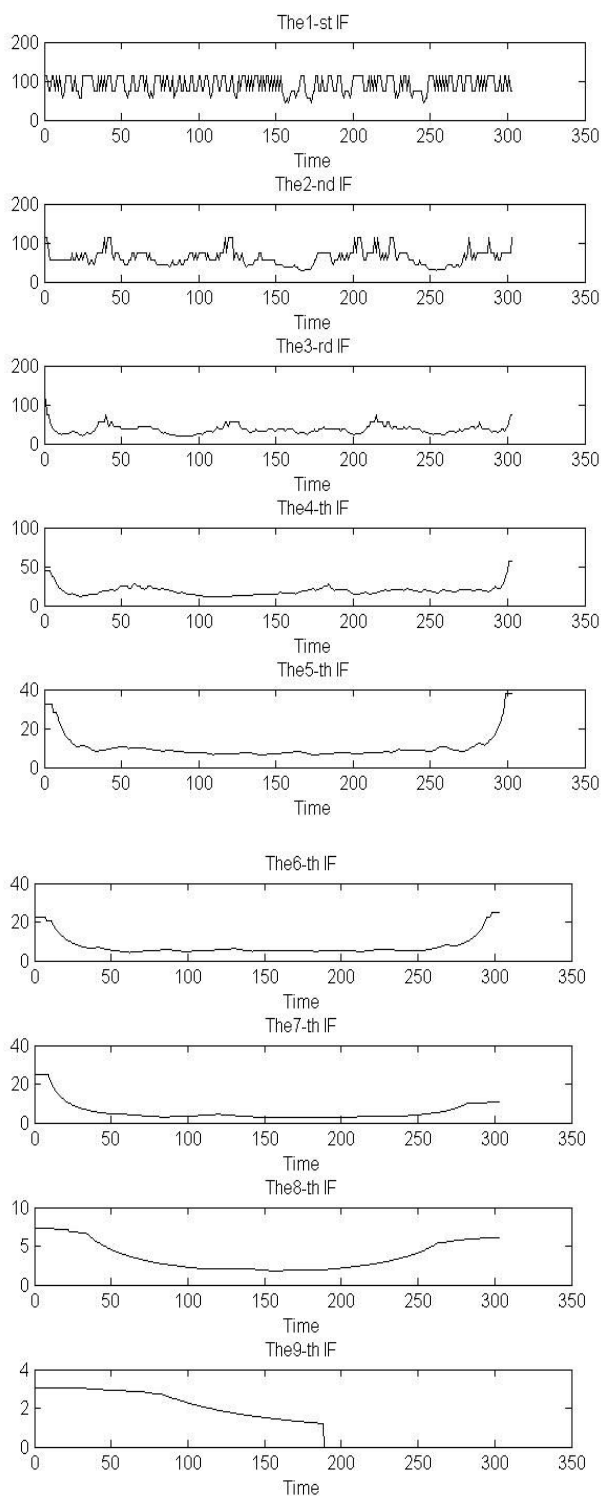 The1-st IF
200
100
0
0 50 100 150 200 250 300 350
Time
The2-nd IF
200
100
0
0 50 100 150 200 250 300 350
Time
The3-rd IF
200
100
0
0 50 100 150 200 250 300 350
Time
The4-th IF
100
50
0
0 50 100 150 200 250 300 350
Time
The5-th IF
40
20
0
0 50 100 150 200 250 300 350
Time
The6-th IF
40
20
0
0 50 100 150 200 250 300 350
Time
The7-th IF
40
20
0
0 50 100 150 200 250 300 350
Time
The8-th IF
10
5
0
0 50 100 150 200 250 300 350
Time
The9-th IF
4
2
0
0 50 100 150 200 250 300 350
Time